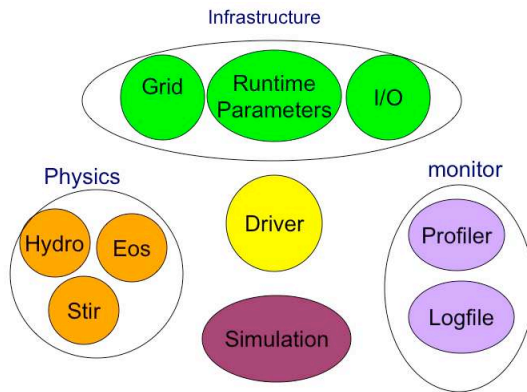 Infrastructure
Grid
Runtime
Parameters
I/O
Physics
monitor
Hydro
Eos
Stir
Driver
Profiler
Logfile
Simulation